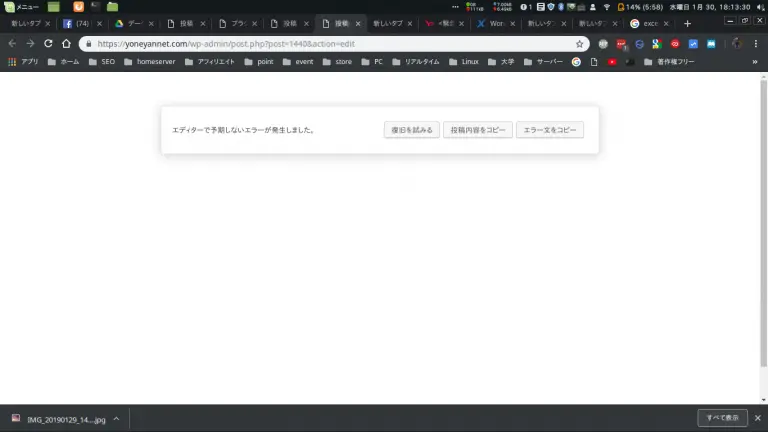 メニュー
14% (5:58) 水曜日 1月 30, 18:13:30
新しいタブ
(74)
デー
投稿
プラ
投稿
投稿
新しいタブ
Wor
新しいタ
新しいタ
exce
https://yoneyannet.com/wp-admin/post.php?post=1440&action=edit
アプリ ホーム SEO homeserver アフィリエイト point event store PC リアルタイム Linux 大学 サーバー 著作権フリー »
エディターで予期しないエラーが発生しました。 復旧を試みる 投稿内容をコピー エラー文をコピー
IMG_20190129_14....jpg すべて表示